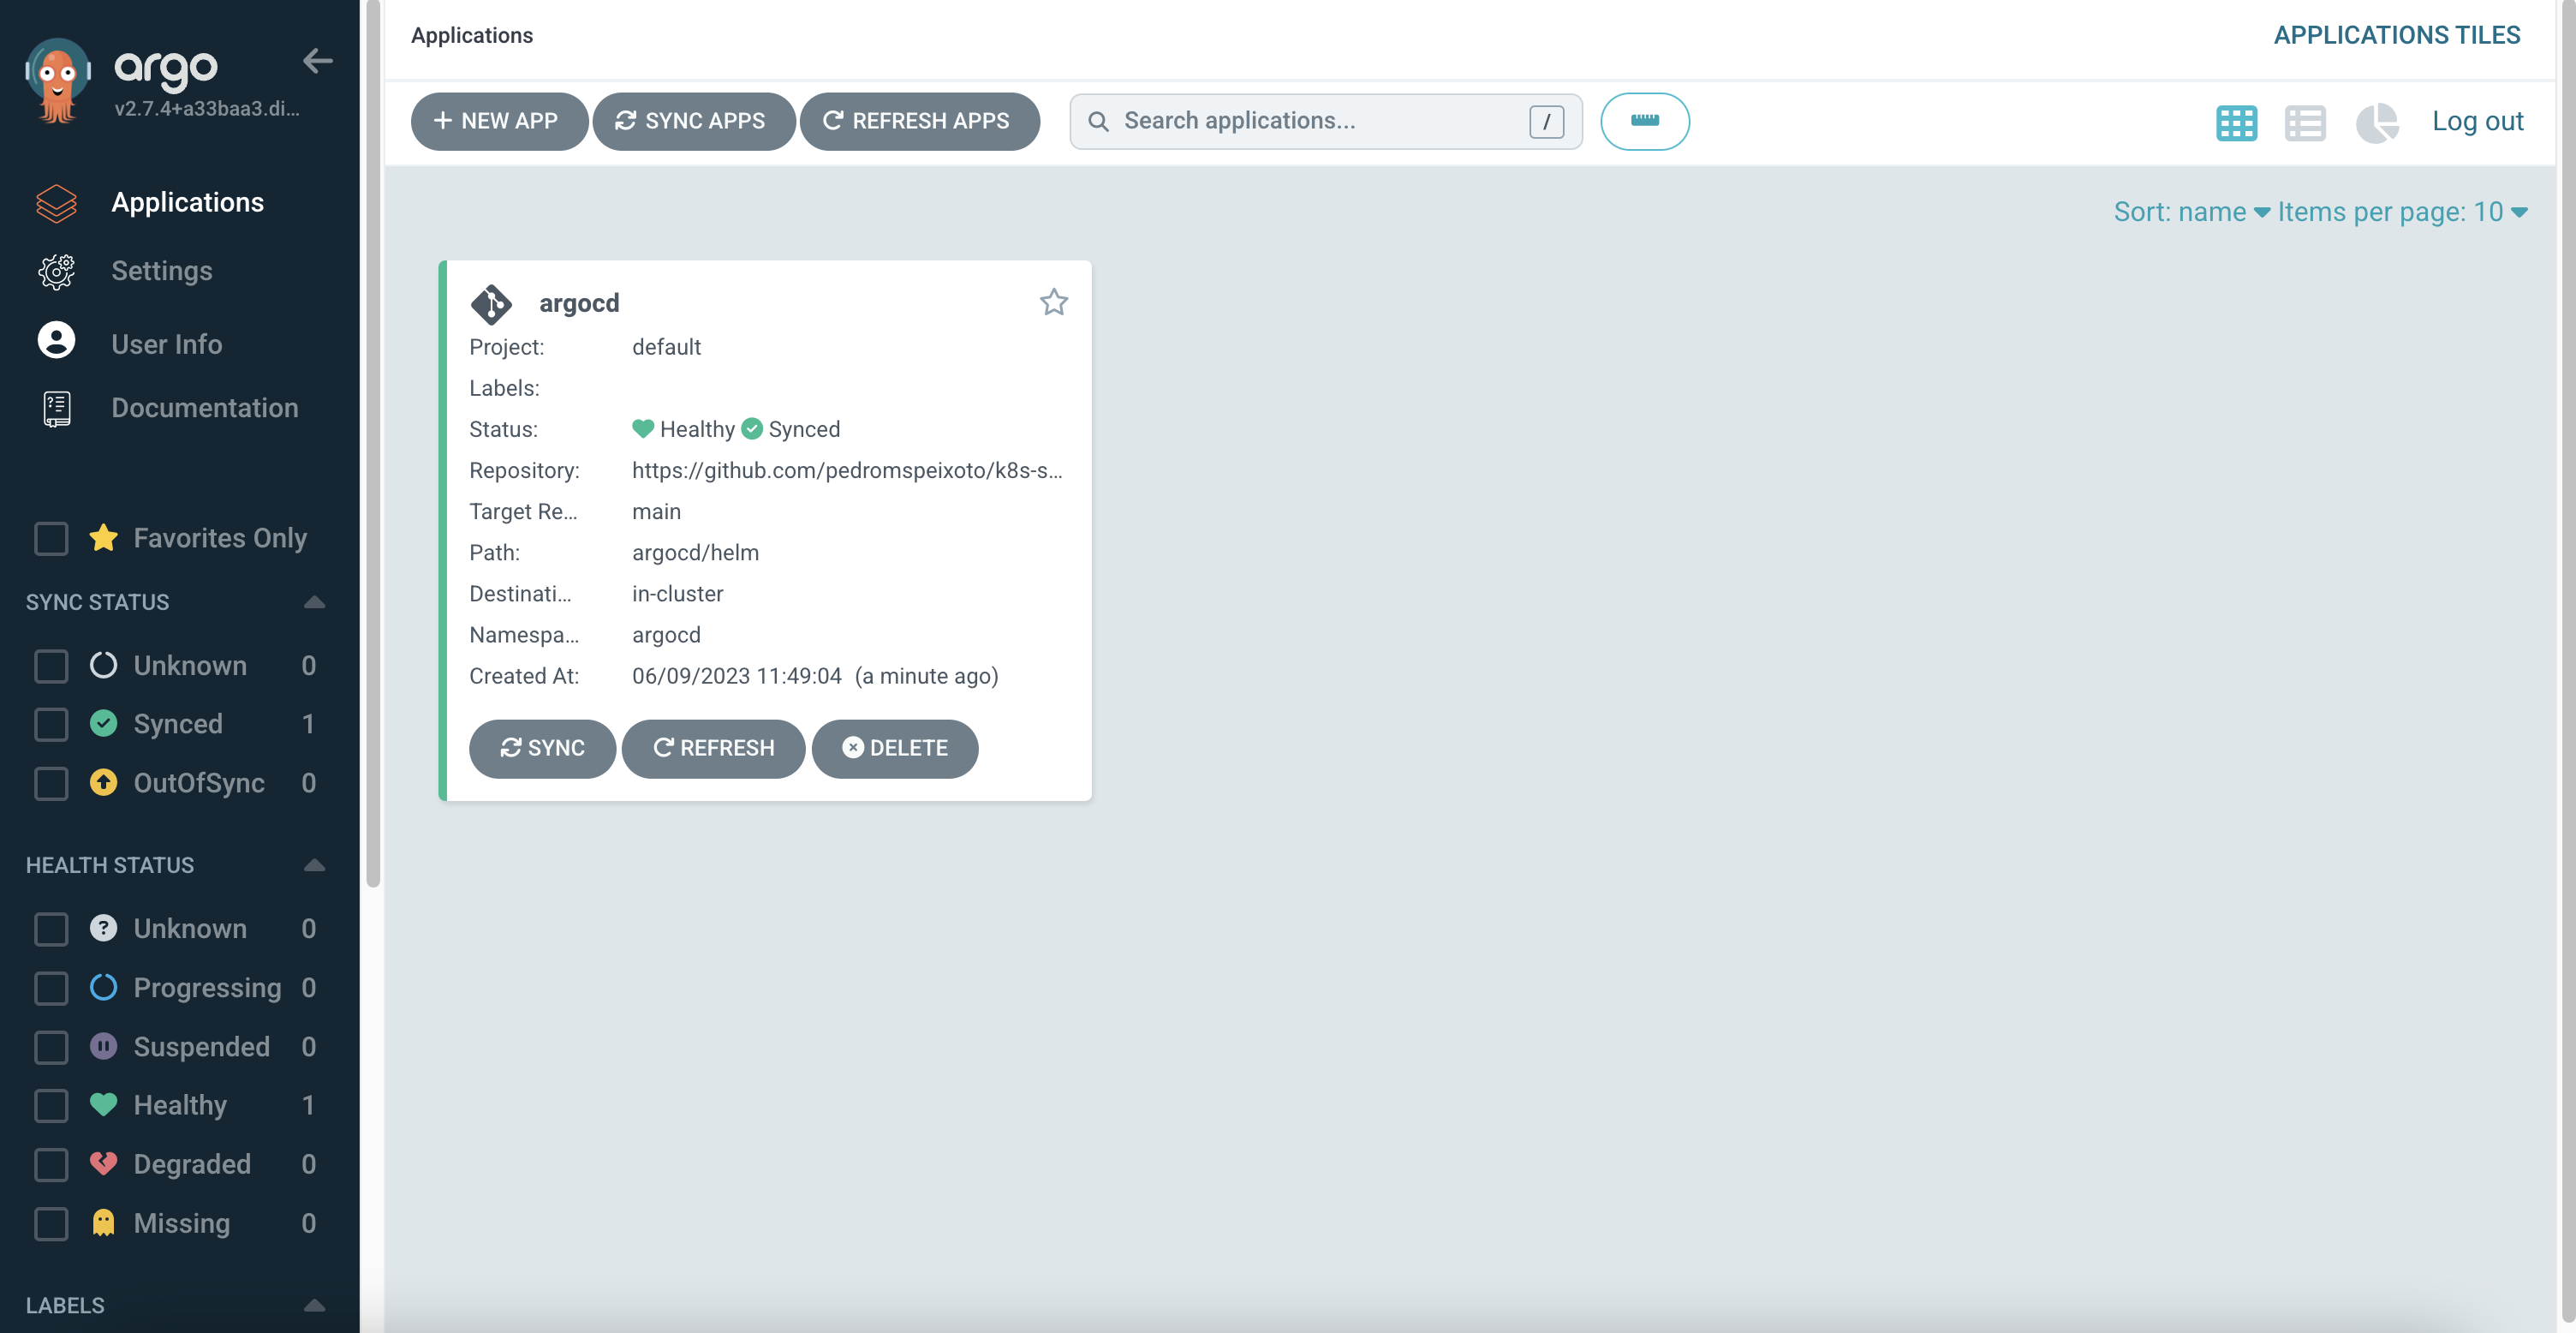 argo
v2.7.4+a33baa3.di...
Applications
Settings
User Info
Documentation
Favorites Only
SYNC STATUS
Unknown 0
Synced 1
OutOfSync 0
HEALTH STATUS
? Unknown 0
Progressing 0
Suspended 0
Healthy 1
Degraded 0
Missing 0
LABELS
Applications APPLICATIONS TILES
+ NEW APP SYNC APPS REFRESH APPS Search applications... / Log out
Sort: name Items per page: 10
argocd
Project: default
Labels:
Status: Healthy Synced
Repository: https://github.com/pedromspeixoto/k8s-s...
Target Re... main
Path: argocd/helm
Destinati... in-cluster
Namespa... argocd
Created At: 06/09/2023 11:49:04 (a minute ago)
SYNC REFRESH DELETE